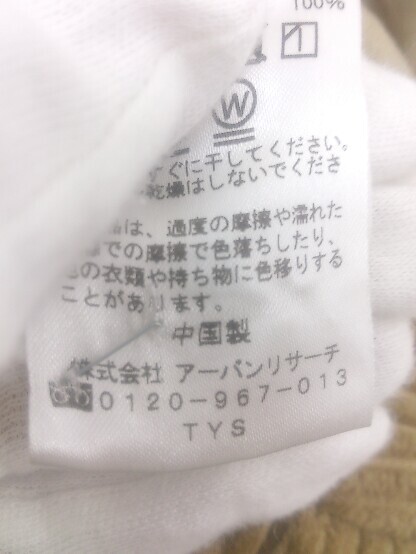 100%
W
ぐに干してください。
乾燥はしないでくださ
は、過度の摩擦や濡れた
での摩擦で色落ちしたり、
の衣類や持ち物に色移りする
ことがあります。
中国製
株式会社 アーバンリサーチ
0120-967-013
TYS